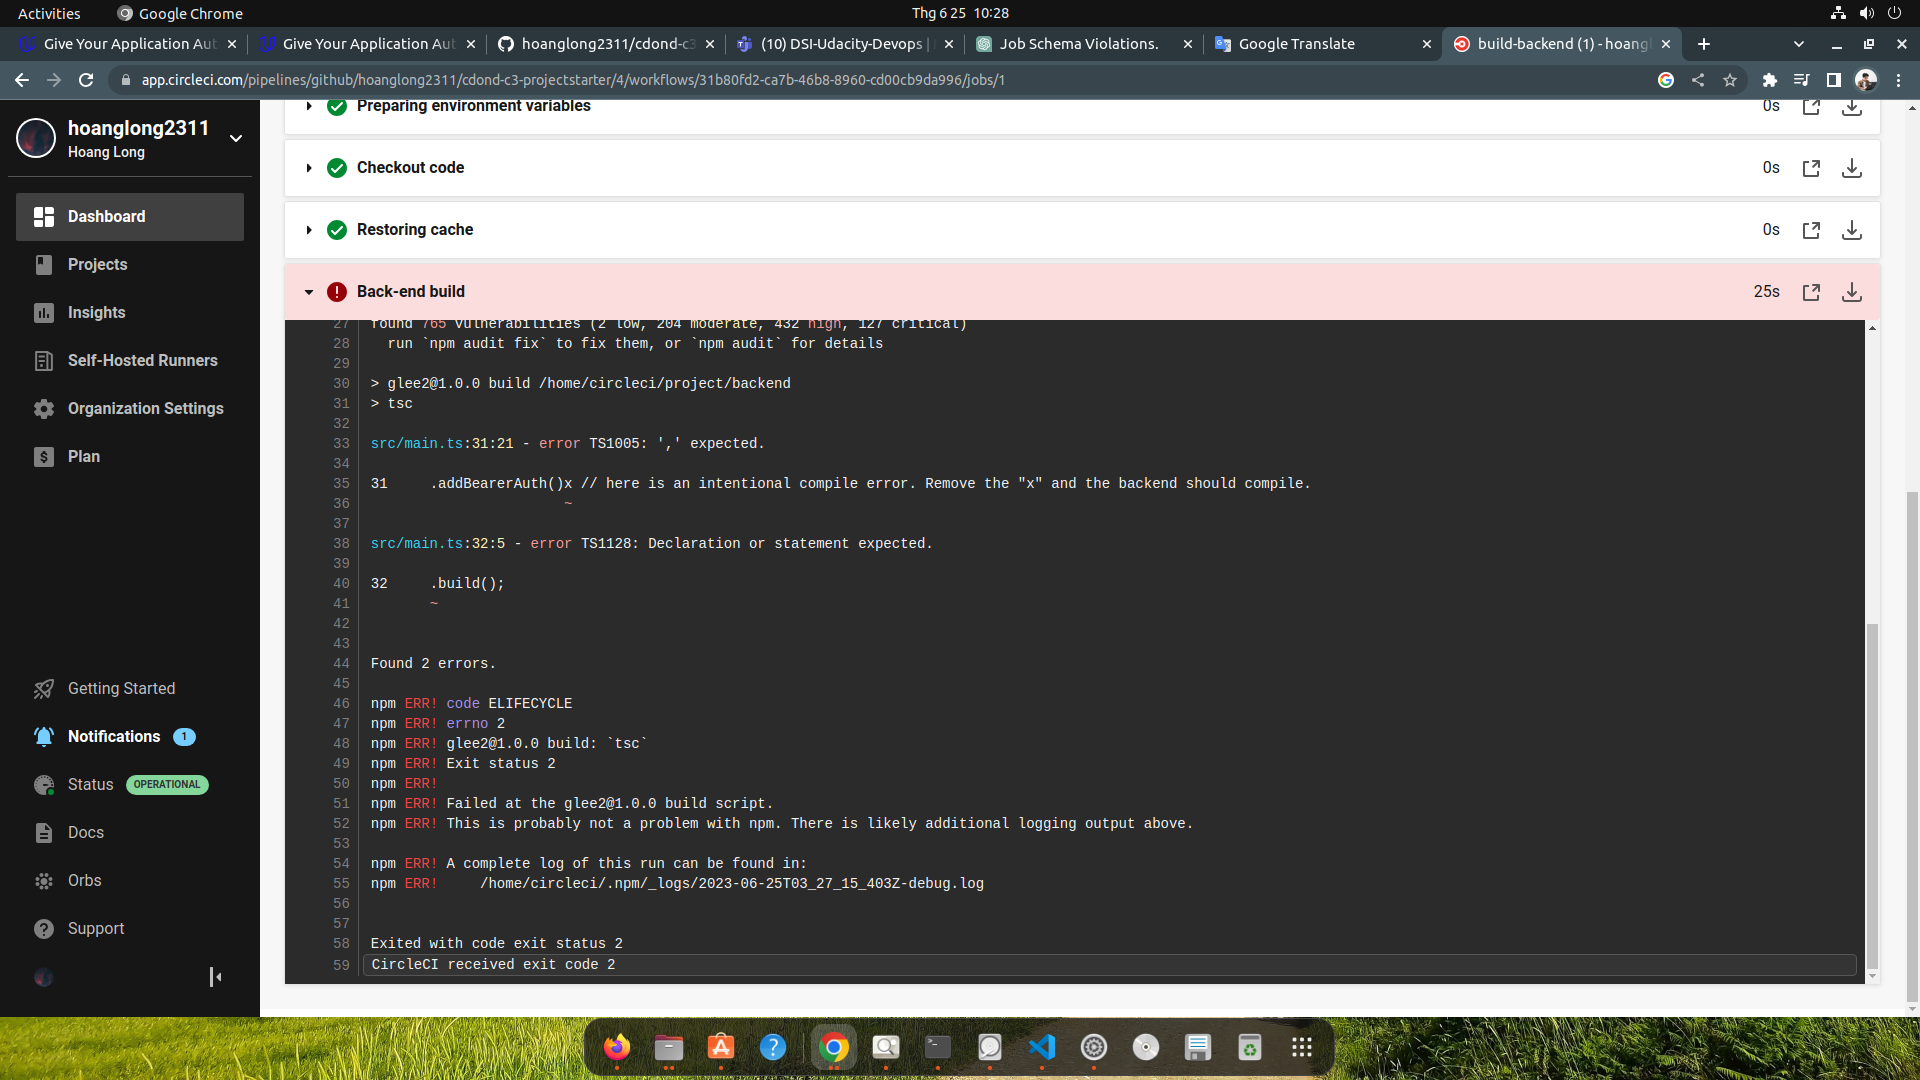 Activities
Google Chrome
Thg 6 25 10:28
Give Your Application Aut
Give Your Application Aut
hoanglong2311/cdond-c3
(10) DSI-Udacity-Devops |
Job Schema Violations.
Google Translate
build-backend (1) - hoang
app.circleci.com/pipelines/github/hoanglong2311/cdond-c3-projectstarter/4/workflows/31b80fd2-ca7b-46b8-8960-cd00cb9da996/jobs/1
hoanglong2311
Hoang Long
Dashboard
Projects
Insights
Self-Hosted Runners
Organization Settings
Plan
Getting Started
Notifications 1
Status OPERATIONAL
Docs
Orbs
Support
Preparing environment variables 0s
Checkout code 0s
Restoring cache 0s
Back-end build 25s
27 found 765 vulnerabilities (2 low, 204 moderate, 432 high, 127 critical)
28 run `npm audit fix` to fix them, or `npm audit` for details
29
30 > glee2@1.0.0 build /home/circleci/project/backend
31 > tsc
32
33 src/main.ts:31:21 - error TS1005: ',' expected.
34
35 31 .addBearerAuth()x // here is an intentional compile error. Remove the "x" and the backend should compile.
36 ~
37
38 src/main.ts:32:5 - error TS1128: Declaration or statement expected.
39
40 32 .build();
41 ~
42
43
44 Found 2 errors.
45
46 npm ERR! code ELIFECYCLE
47 npm ERR! errno 2
48 npm ERR! glee2@1.0.0 build: `tsc`
49 npm ERR! Exit status 2
50 npm ERR!
51 npm ERR! Failed at the glee2@1.0.0 build script.
52 npm ERR! This is probably not a problem with npm. There is likely additional logging output above.
53
54 npm ERR! A complete log of this run can be found in:
55 npm ERR! /home/circleci/.npm/_logs/2023-06-25T03_27_15_403Z-debug.log
56
57
58 Exited with code exit status 2
59 CircleCI received exit code 2